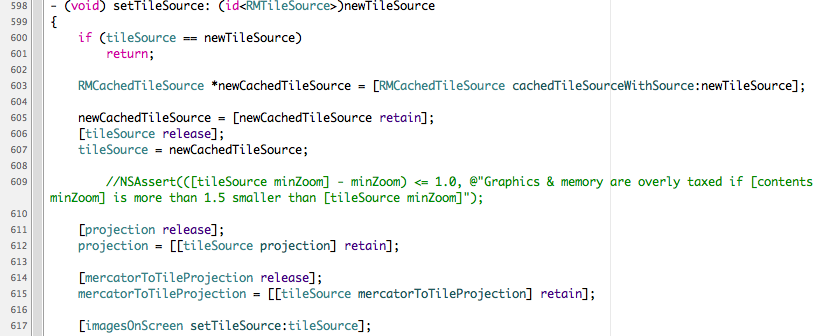 598 - (void) setTileSource: (id<RMTileSource>)newTileSource
599 {
600 if (tileSource == newTileSource)
601 return;
602
603 RMCachedTileSource *newCachedTileSource = [RMCachedTileSource cachedTileSourceWithSource:newTileSource];
604
605 newCachedTileSource = [newCachedTileSource retain];
606 [tileSource release];
607 tileSource = newCachedTileSource;
608
609 //NSAssert(([tileSource minZoom] - minZoom) <= 1.0, @"Graphics & memory are overly taxed if [contents
minZoom] is more than 1.5 smaller than [tileSource minZoom]");
610
611 [projection release];
612 projection = [[tileSource projection] retain];
613
614 [mercatorToTileProjection release];
615 mercatorToTileProjection = [[tileSource mercatorToTileProjection] retain];
616
617 [imagesOnScreen setTileSource:tileSource];